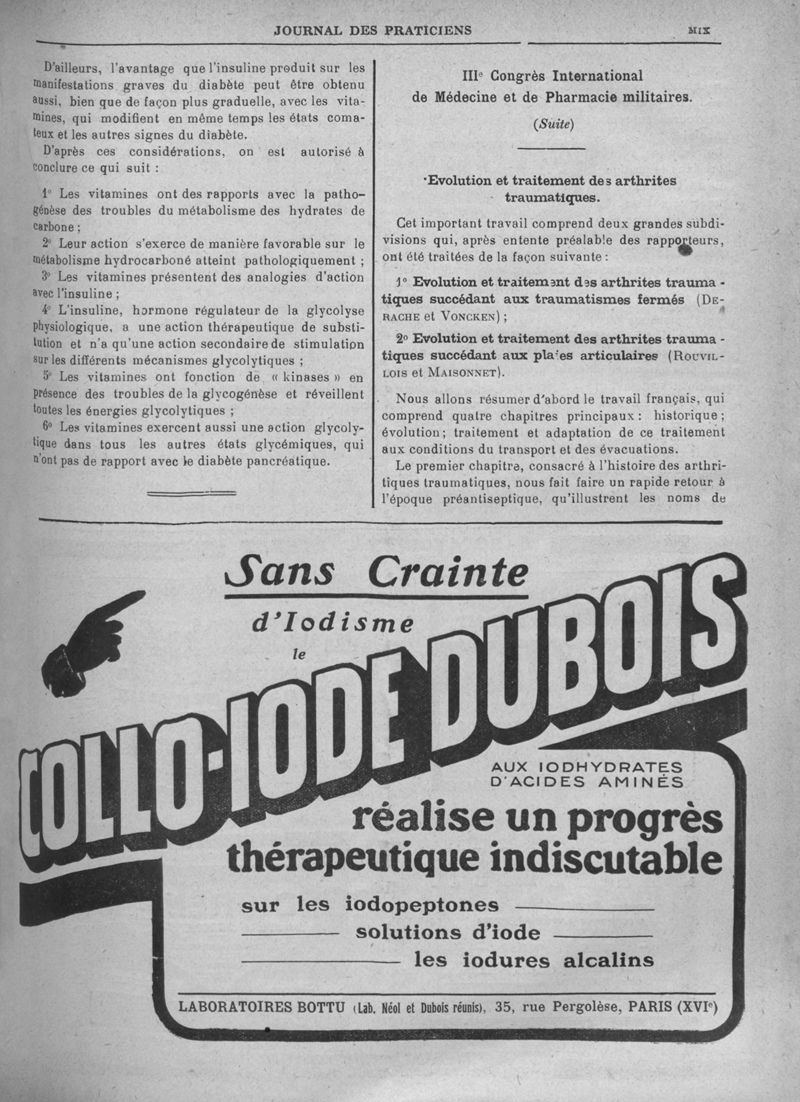 JOURNAL DES PRATICIENS MIX
D'ailleurs, l'avantage que l'insuline produit sur les
manifestations graves du diabète peut être obtenu
aussi, bien que de façon plus graduelle, avec les vita-
mines, qui modifient en même temps les états coma-
teux et les autres signes du diabète.
D'après ces considérations, on est autorisé à
conclure ce qui suit :
1° Les vitamines ont des rapports avec la patho-
génèse des troubles du métabolisme des hydrates de
carbone ;
2° Leur action s'exerce de manière favorable sur le
métabolisme hydrocarboné atteint pathologiquement ;
3° Les vitamines présentent des analogies d'action
avec l'insuline ;
4° L'insuline, hormone régulateur de la glycolyse
physiologique, a une action thérapeutique de substi-
tution et n'a qu'une action secondaire de stimulation
sur les différents mécanismes glycolytiques ;
5° Les vitamines ont fonction de « kinases » en
présence des troubles de la glycogénèse et réveillent
toutes les énergies glycolytiques ;
6° Les vitamines exercent aussi une action glycoly-
tique dans tous les autres états glycémiques, qui
n'ont pas de rapport avec le diabète pancréatique.
IIIe Congrès International
de Médecine et de Pharmacie militaires.
(Suite)
Evolution et traitement des arthrites
traumatiques.
Cet important travail comprend deux grandes subdi-
visions qui, après entente préalable des rapporteurs,
ont été traitées de la façon suivante :
1° Evolution et traitement des arthrites trauma -
tiques succédant aux traumatismes fermés (DE-
RACHE et VONCKEN) ;
2° Evolution et traitement des arthrites trauma -
tiques succédant aux plaies articulaires (ROUVIL-
LOIS et MAISONNET).
Nous allons résumer d'abord le travail français, qui
comprend quatre chapitres principaux : historique ;
évolution ; traitement et adaptation de ce traitement
aux conditions du transport et des évacuations.
Le premier chapitre, consacré à l'histoire des arthri-
tiques traumatiques, nous fait faire un rapide retour à
l'époque préantiseptique, qu'illustrent les noms de
Sans Crainte
d'Iodisme
le
COLLO-IODE DUBOIS
AUX IODHYDRATES
D'ACIDES AMINÉS
réalise un progrès
thérapeutique indiscutable
sur les iodopeptones
solutions d'iode
les iodures alcalins
LABORATOIRES BOTTU (Lab. Néol et Dubois réunis), 35, rue Pergolèse, PARIS (XVIe)